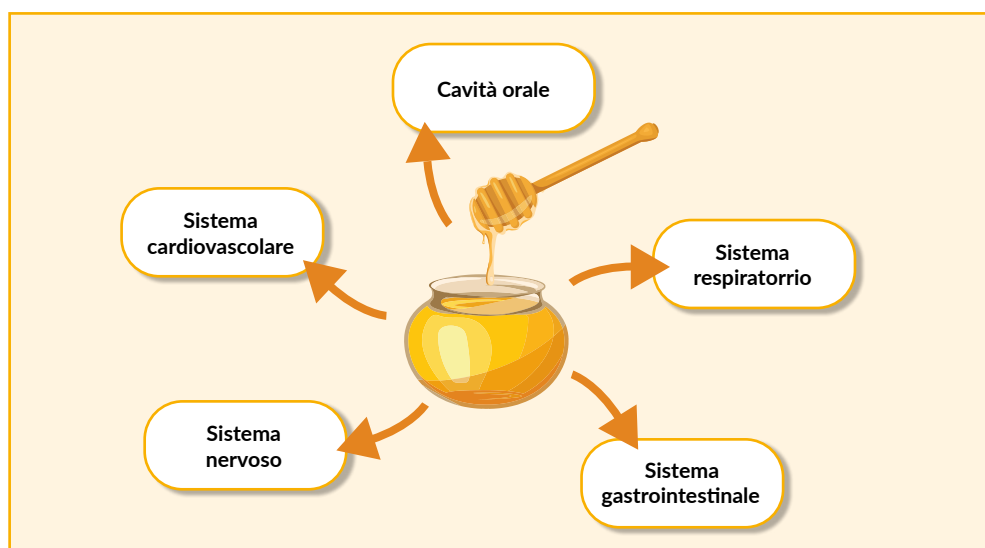 Cavità orale
Sistema
cardiovascolare
Sistema
respiratorrio
Sistema
nervoso
Sistema
gastrointestinale